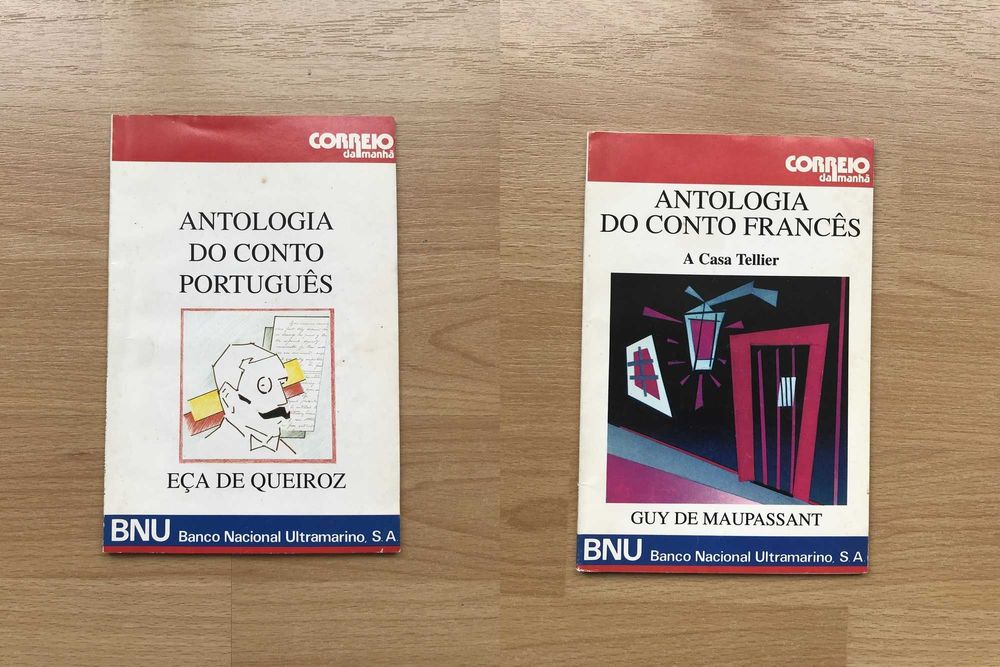 CORREIO
da manhã
ANTOLOGIA
DO CONTO
PORTUGUÊS
EÇA DE QUEIROZ
BNU Banco Nacional Ultramarino, S.A
CORREIO
da manhã
ANTOLOGIA
DO CONTO FRANCÊS
A Casa Tellier
GUY DE MAUPASSANT
BNU Banco Nacional Ultramarino, S.A